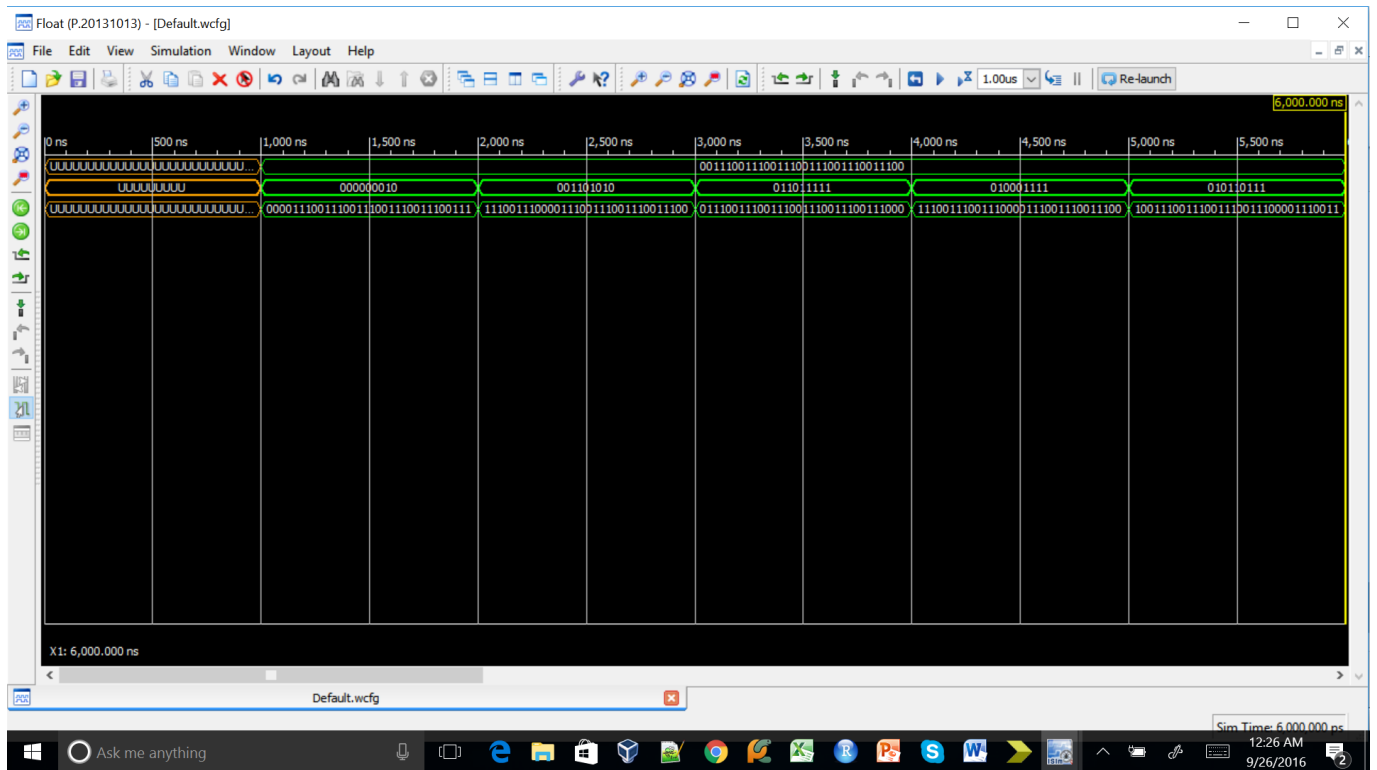 Float (P.20131013) - [Default.wcfg]
File Edit View Simulation Window Layout Help
1.00us Re-launch
6,000.000 ns
0 ns 500 ns 1,000 ns 1,500 ns 2,000 ns 2,500 ns 3,000 ns 3,500 ns 4,000 ns 4,500 ns 5,000 ns 5,500 ns
00111001110011100111001110011100
UUUUUUUUU 000000010 001101010 011011111 010001111 010110111
00001110011100111001110011100111 11100111000011100111001110011100 01110011100111001110011100111000 11100111001110000111001110011100 10011100111001110011100001110011
X1: 6,000.000 ns
Default.wcfg
Sim Time: 6,000,000 ps
Ask me anything
12:26 AM
9/26/2016
2